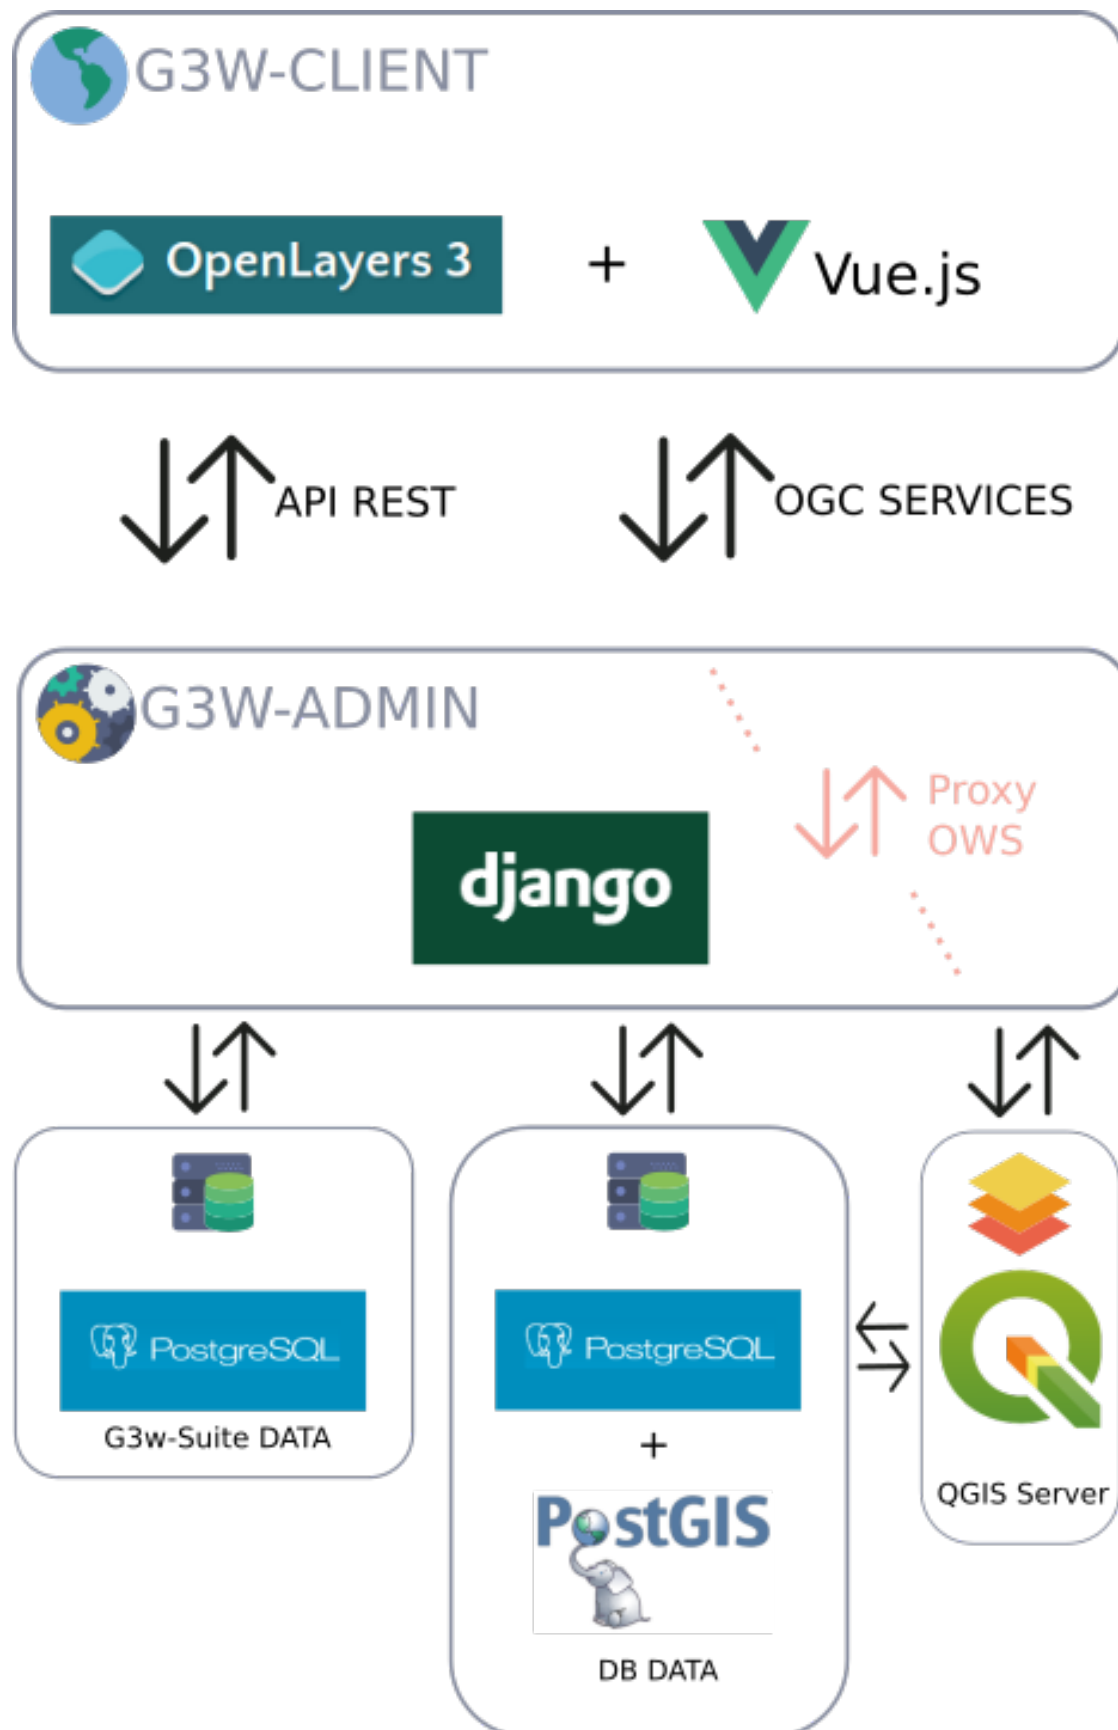 G3W-CLIENT
OpenLayers 3
+
Vue.js
API REST
OGC SERVICES
G3W-ADMIN
Proxy
OWS
django
PostgreSQL
G3w-Suite DATA
PostgreSQL
+
PostGIS
DB DATA
QGIS Server